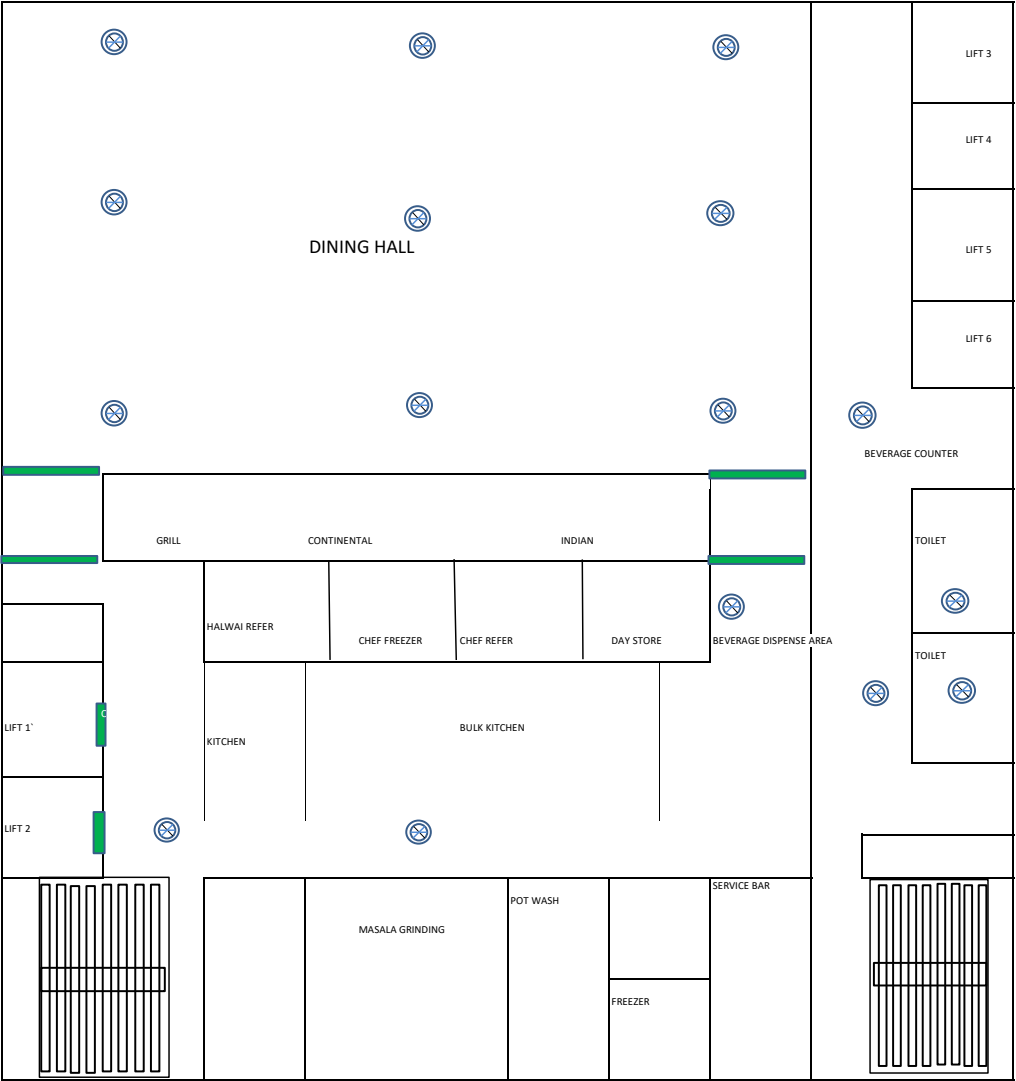 LIFT 3
LIFT 4
DINING HALL
LIFT 5
LIFT 6
BEVERAGE COUNTER
GRILL
CONTINENTAL
INDIAN
TOILET
HALWAI REFER
CHEF FREEZER
CHEF REFER
DAY STORE
BEVERAGE DISPENSE AREA
TOILET
LIFT 1`
C
BULK KITCHEN
KITCHEN
LIFT 2
SERVICE BAR
POT WASH
MASALA GRINDING
FREEZER